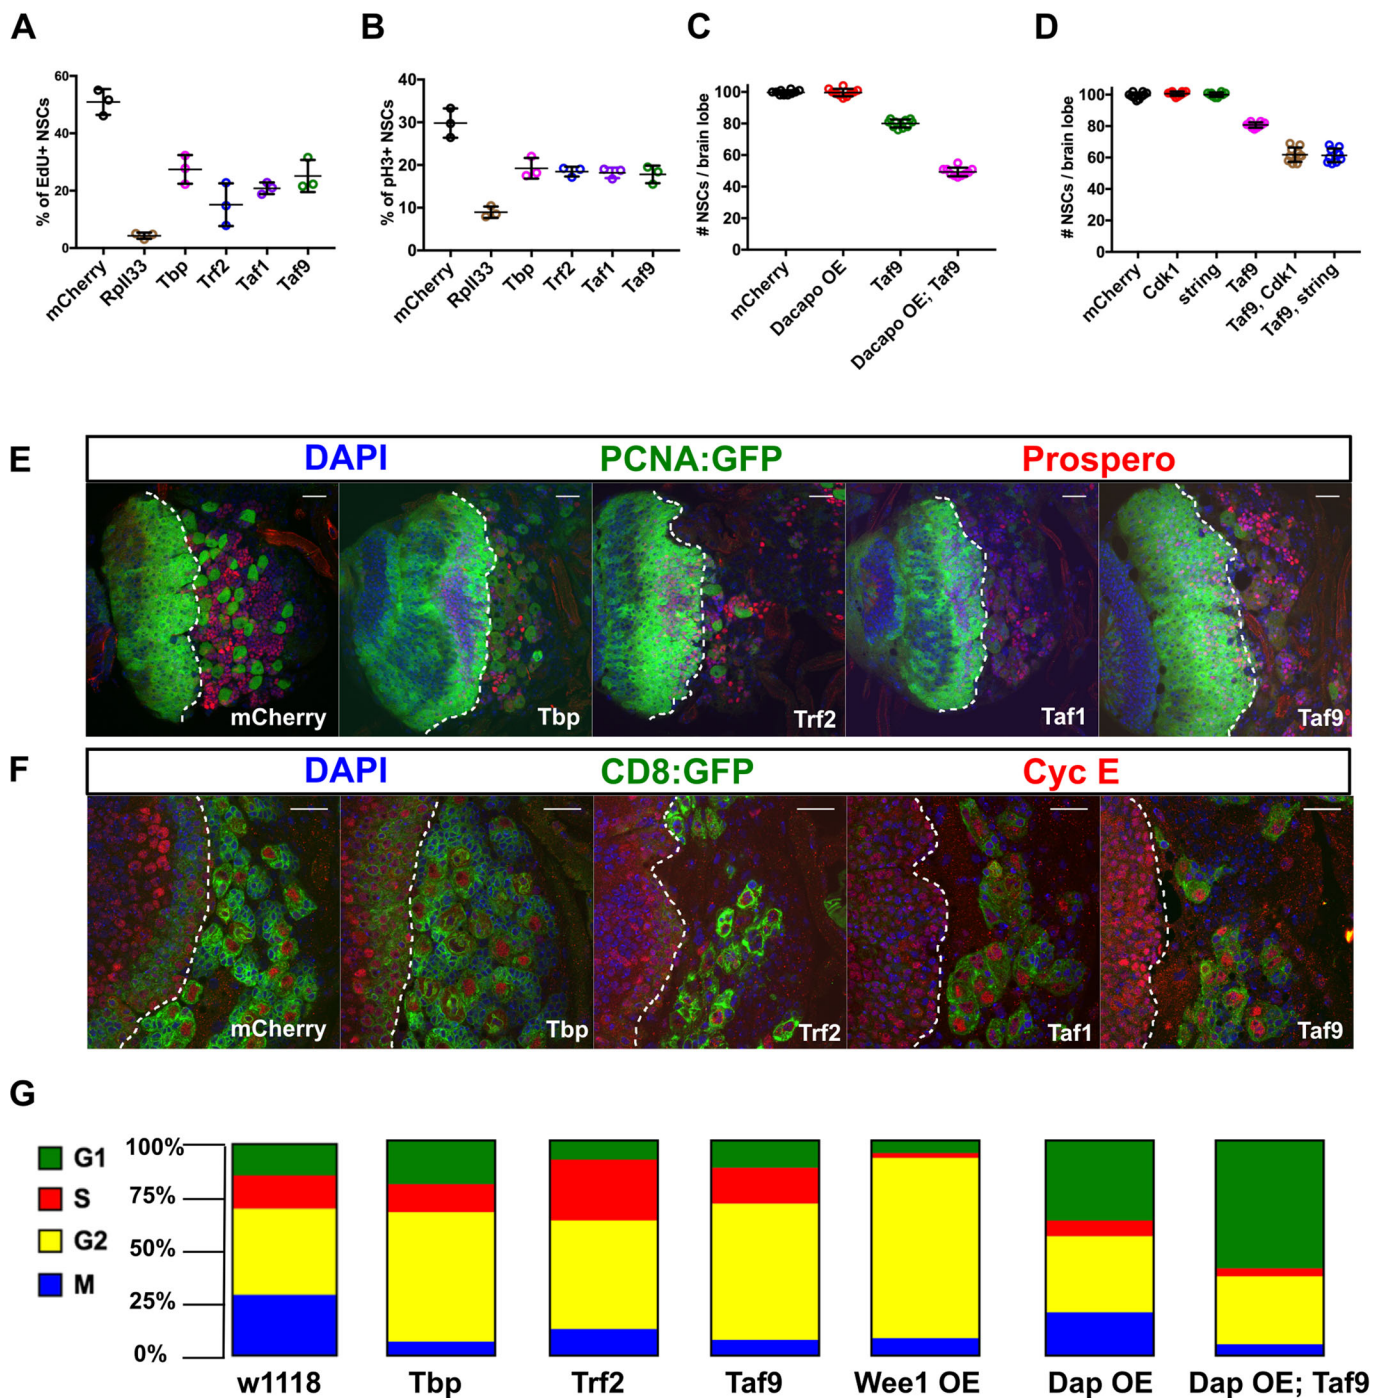 A
B
C
D
% of EdU+ NSCs
60
40
20
0
mCherry
RpII33
Tbp
Trf2
Taf1
Taf9
% of pH3+ NSCs
40
30
20
10
0
mCherry
RpII33
Tbp
Trf2
Taf1
Taf9
# NSCs / brain lobe
100
80
60
40
20
0
mCherry
Dacapo OE
Taf9
Dacapo OE; Taf9
# NSCs / brain lobe
100
80
60
40
20
0
mCherry
Cdk1
string
Taf9
Taf9, Cdk1
Taf9, string
E
DAPI PCNA:GFP Prospero
mCherry Tbp Trf2 Taf1 Taf9
F
DAPI CD8:GFP Cyc E
mCherry Tbp Trf2 Taf1 Taf9
G
G1
S
G2
M
100%
75%
50%
25%
0%
w1118 Tbp Trf2 Taf9 Wee1 OE Dap OE Dap OE; Taf9